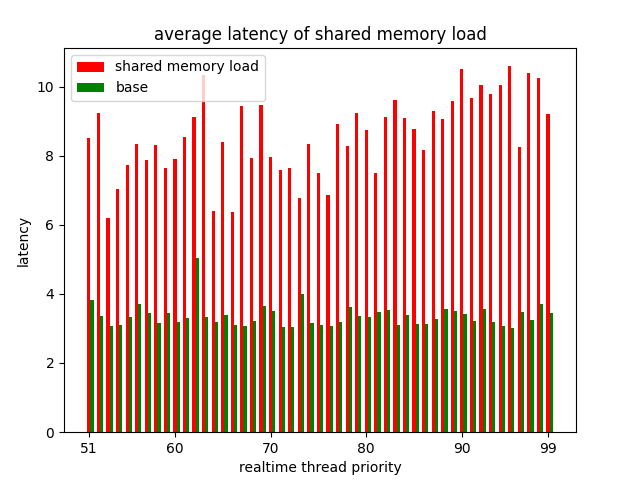 average latency of shared memory load
shared memory load
base
10
8
6
4
2
0
latency
51
60
70
80
90
99
realtime thread priority